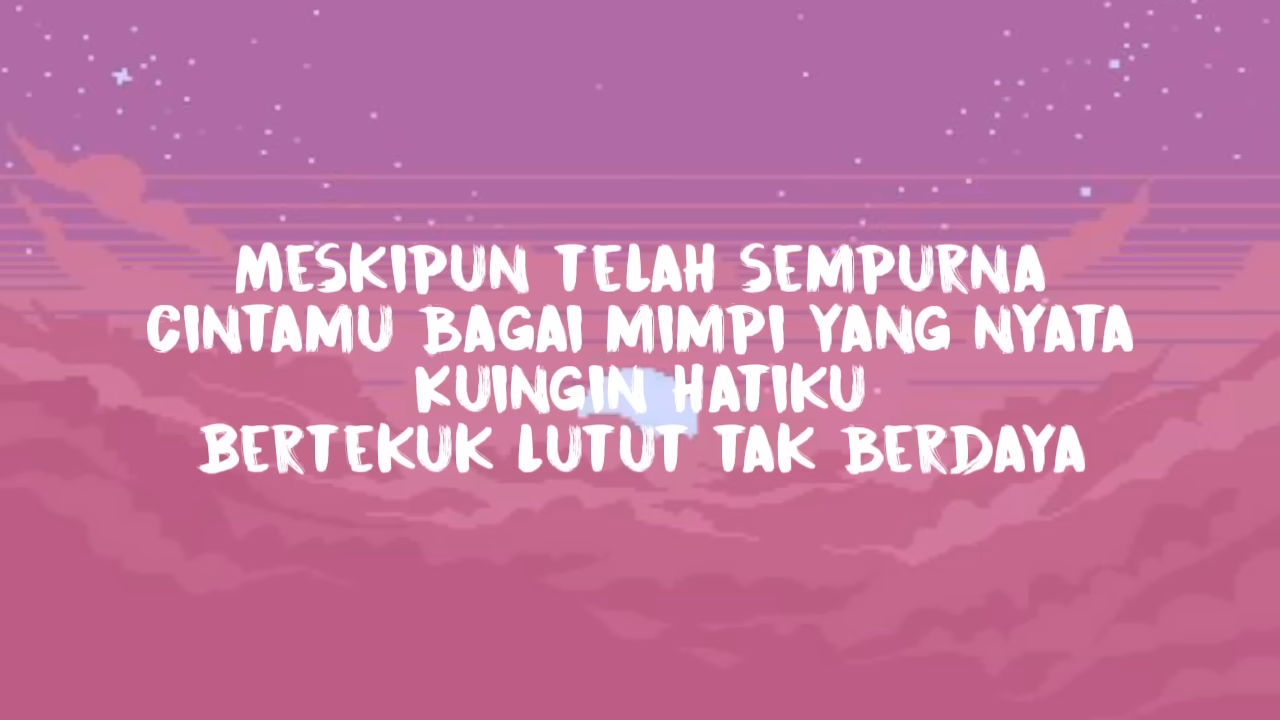 MESKIPUN TELAH SEMPURNA
CINTAMU BAGAI MIMPI YANG NYATA
KUINGIN HATIKU
BERTEKUK LUTUT TAK BERDAYA